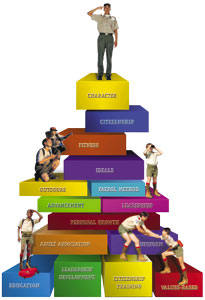 CHARACTER
CITIZENSHIP
FITNESS
IDEALS
OUTDOORS
PATROL METHOD
ADVANCEMENT
LEADERSHIP
PERSONAL GROWTH
ADULT ASSOCIATION
UNIFORM
EDUCATION
LEADERSHIP
DEVELOPMENT
CITIZENSHIP
TRAINING
VALUES-BASED